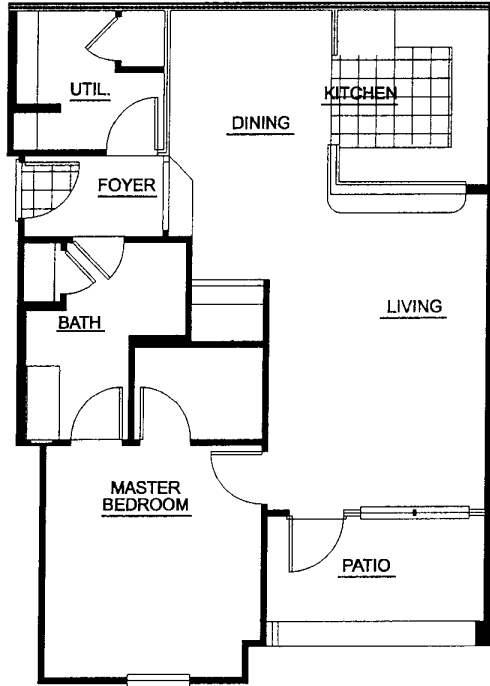 UTIL.
KITCHEN
DINING
FOYER
LIVING
BATH
MASTER
BEDROOM
PATIO